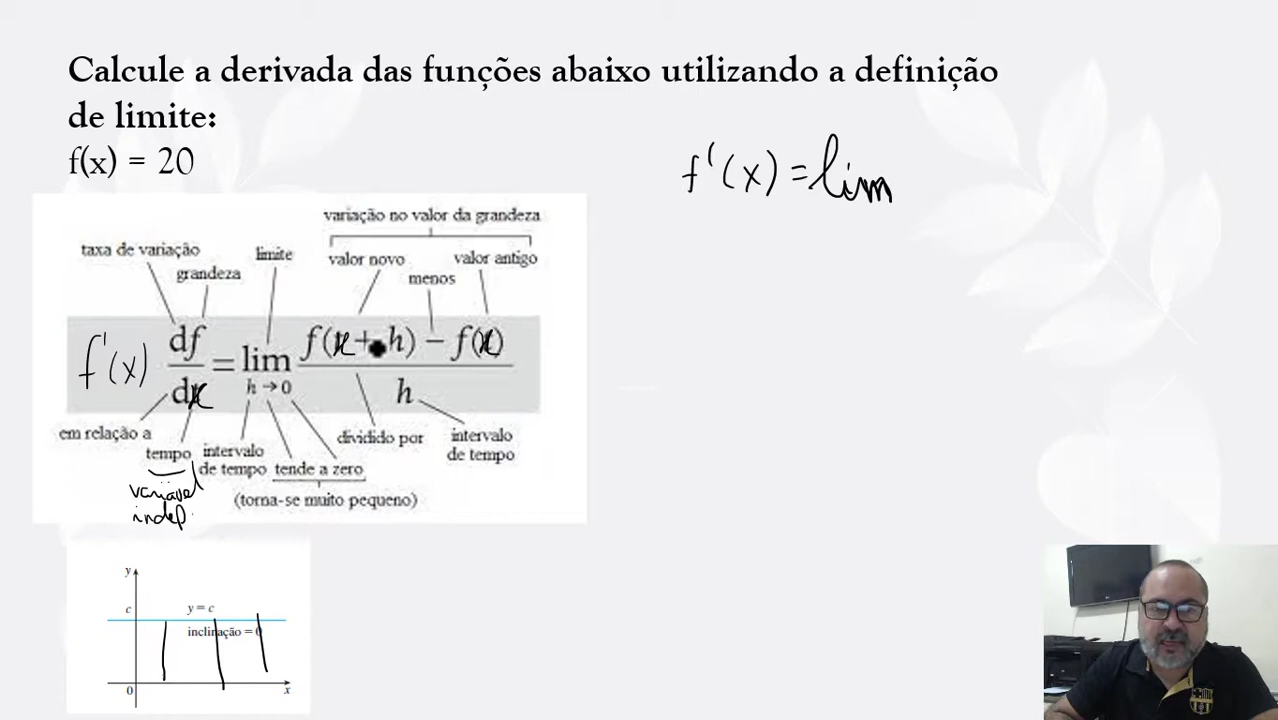 Calcule a derivada das funções abaixo utilizando a definição
de limite:
f(x) = 20
f'(x) = lim
variação no valor da grandeza
taxa de variação
grandeza
limite
valor novo
menos
valor antigo
f'(x) df/dx = lim h→0 f(x+h) – f(x) / h
em relação a
tempo
intervalo
de tempo
tende a zero
dividido por
intervalo
de tempo
(torna-se muito pequeno)
variável
indep.
y
c
y = c
inclinação = 0
0
x